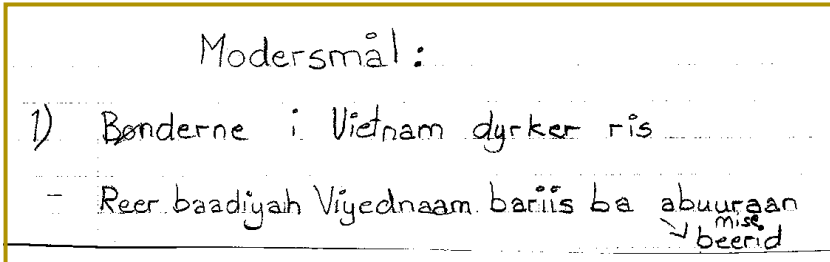 Modersmål:
1) Bønderne i Vietnam dyrker ris
- Reer baadiyah Viyednaam bariis ba abuuraan
mise
↘ beerid